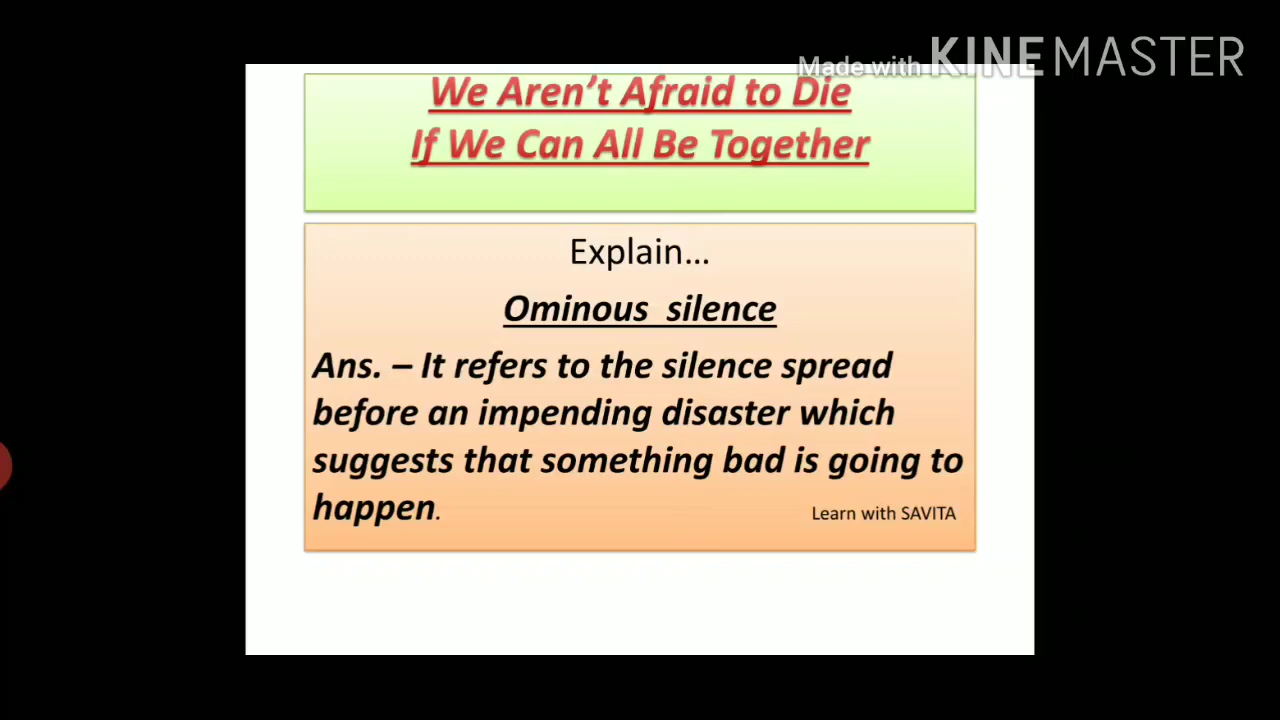 Made with KINEMASTER
We Aren't Afraid to Die
If We Can All Be Together
Explain...
Ominous silence
Ans. – It refers to the silence spread
before an impending disaster which
suggests that something bad is going to
happen.
Learn with SAVITA